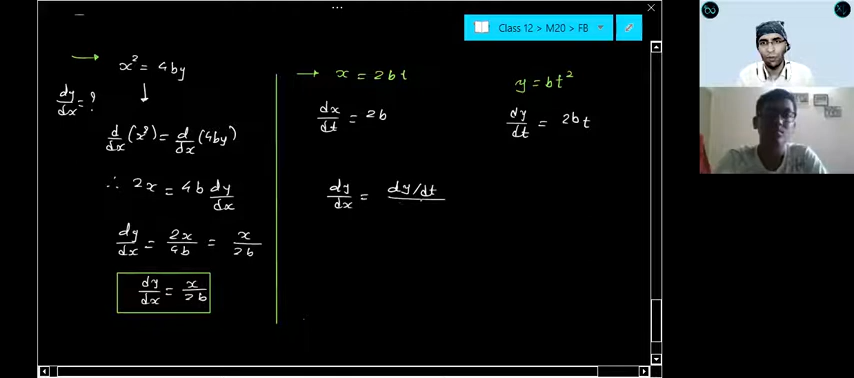 Class 12 > M20 > FB
→ x² = 4by
dy/dx = ?
d/dx (x²) = d/dx (4by)
∴ 2x = 4b dy/dx
dy/dx = 2x/4b = x/2b
dy/dx = x/2b
→ x = 2bt
dx/dt = 2b
y = bt²
dy/dt = 2bt
dy/dx = dy/dt